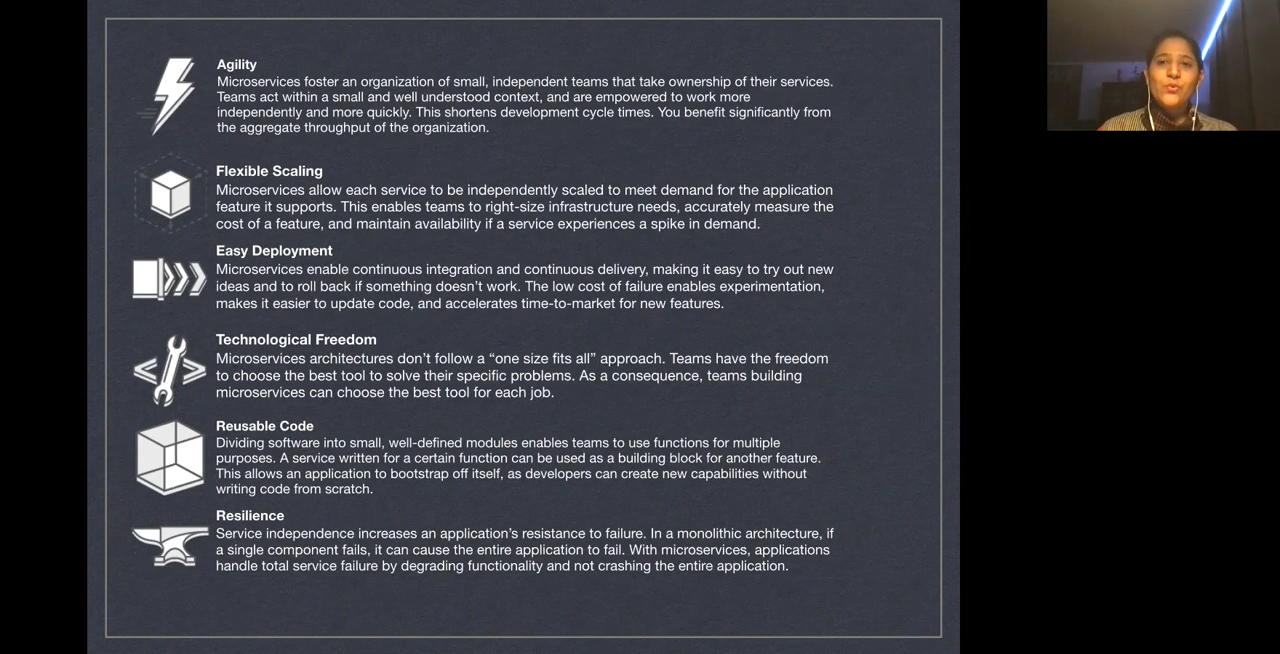 Agility
Microservices foster an organization of small, independent teams that take ownership of their services.
Teams act within a small and well understood context, and are empowered to work more
independently and more quickly. This shortens development cycle times. You benefit significantly from
the aggregate throughput of the organization.
Flexible Scaling
Microservices allow each service to be independently scaled to meet demand for the application
feature it supports. This enables teams to right-size infrastructure needs, accurately measure the
cost of a feature, and maintain availability if a service experiences a spike in demand.
Easy Deployment
Microservices enable continuous integration and continuous delivery, making it easy to try out new
ideas and to roll back if something doesn’t work. The low cost of failure enables experimentation,
makes it easier to update code, and accelerates time-to-market for new features.
Technological Freedom
Microservices architectures don’t follow a “one size fits all” approach. Teams have the freedom
to choose the best tool to solve their specific problems. As a consequence, teams building
microservices can choose the best tool for each job.
Reusable Code
Dividing software into small, well-defined modules enables teams to use functions for multiple
purposes. A service written for a certain function can be used as a building block for another feature.
This allows an application to bootstrap off itself, as developers can create new capabilities without
writing code from scratch.
Resilience
Service independence increases an application’s resistance to failure. In a monolithic architecture, if
a single component fails, it can cause the entire application to fail. With microservices, applications
handle total service failure by degrading functionality and not crashing the entire application.